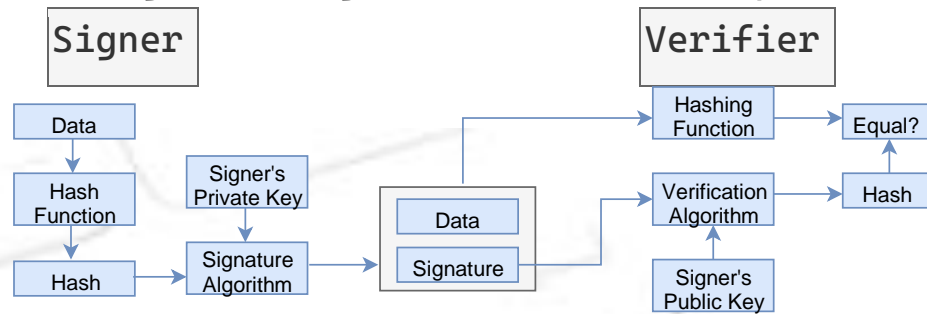 Signer
Verifier
Data
Hash
Function
Hash
Signer's
Private Key
Signature
Algorithm
Data
Signature
Hashing
Function
Equal?
Verification
Algorithm
Hash
Signer's
Public Key